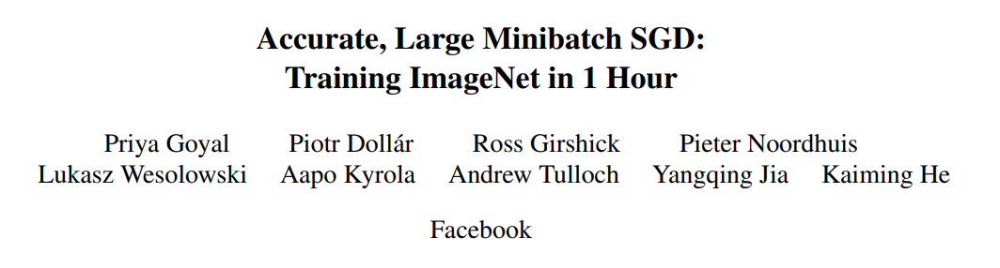 Accurate, Large Minibatch SGD:
Training ImageNet in 1 Hour
Priya Goyal Piotr Dollár Ross Girshick Pieter Noordhuis
Lukasz Wesolowski Aapo Kyrola Andrew Tulloch Yangqing Jia Kaiming He
Facebook